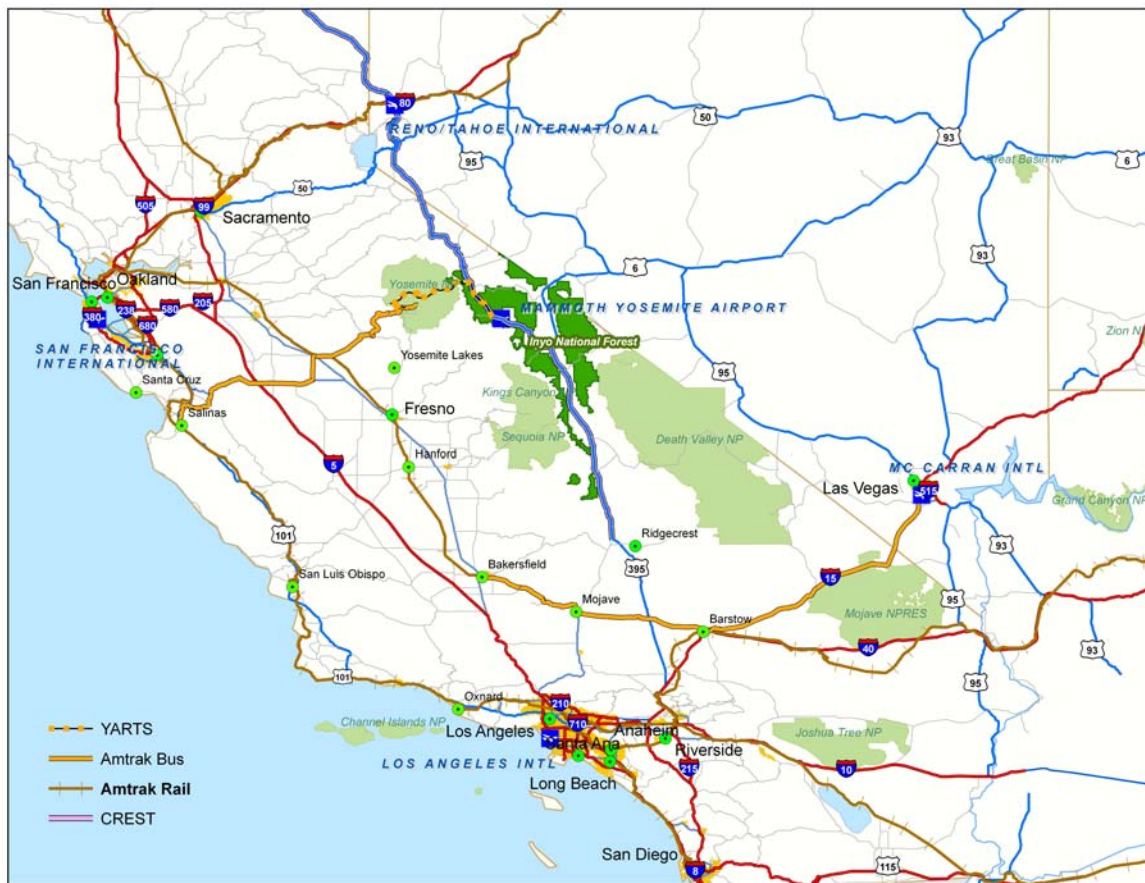 80
RENO/TAHOE INTERNATIONAL
50
95
93
6
Great Basin NP
505
99
50
Sacramento
93
San Francisco
Oakland
380
238
580
205
680
Yosemite NP
6
MAMMOTH YOSEMITE AIRPORT
Inyo National Forest
Zion N
SAN FRANCISCO
INTERNATIONAL
Santa Cruz
Yosemite Lakes
95
Kings Canyon
Salinas
Fresno
Sequoia NP
Death Valley NP
5
Hanford
MC CARRAN INTL
Las Vegas
515
Grand Canyon NP
101
Ridgecrest
93
395
Bakersfield
15
San Luis Obispo
Mojave
Mojave NPRES
95
Barstow
40
93
101
95
Oxnard
210
Channel Islands NP
710
Los Angeles
Anaheim
Santa Ana
Riverside
Joshua Tree NP
LOS ANGELES INTL
215
10
Long Beach
YARTS
Amtrak Bus
Amtrak Rail
CREST
San Diego
8
115